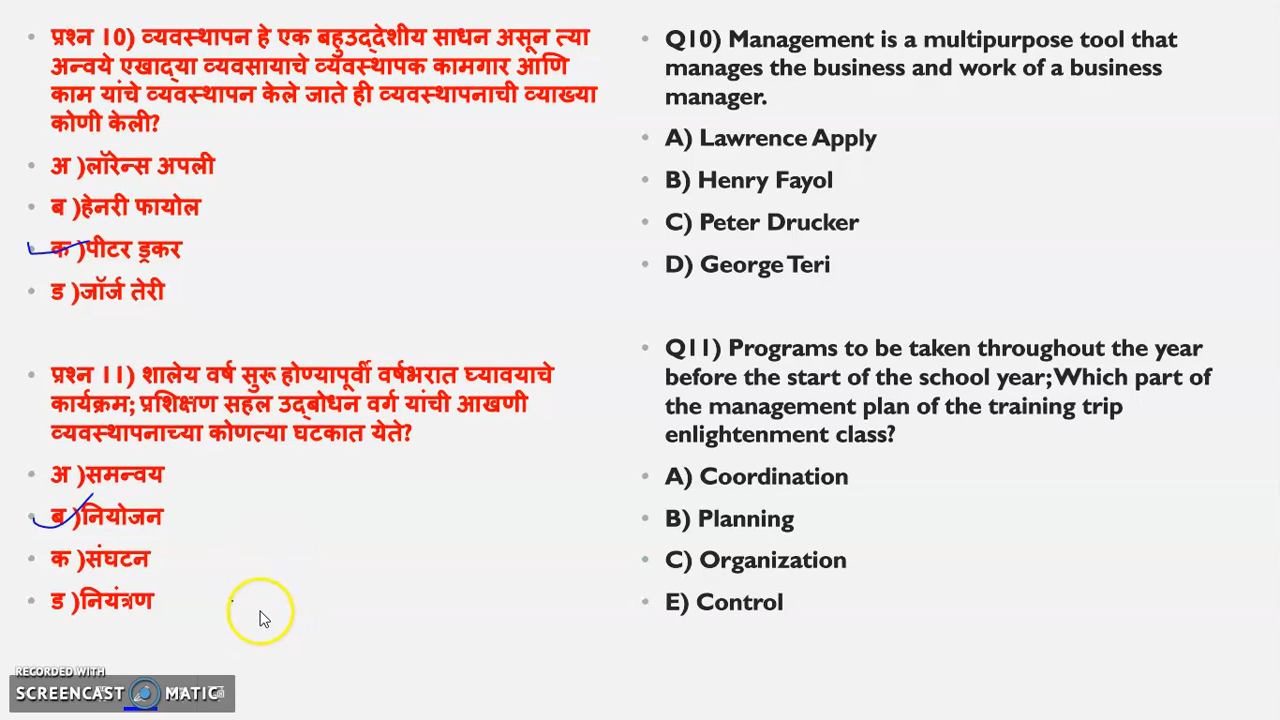 प्रश्न 10) व्यवस्थापन हे एक बहुउद्देशीय साधन असून त्या
अन्वये एखाद्या व्यवसायाचे व्यवस्थापक कामगार आणि
काम यांचे व्यवस्थापन केले जाते ही व्यवस्थापनाची व्याख्या
कोणी केली?
अ )लॉरेन्स अपली
ब )हेनरी फायोल
क )पीटर ड्रकर
ड )जॉर्ज तेरी
प्रश्न 11) शालेय वर्ष सुरू होण्यापूर्वी वर्षभरात घ्यावयाचे
कार्यक्रम; प्रशिक्षण सहल उद्बोधन वर्ग यांची आखणी
व्यवस्थापनाच्या कोणत्या घटकात येते?
अ )समन्वय
ब )नियोजन
क )संघटन
ड )नियंत्रण
Q10) Management is a multipurpose tool that
manages the business and work of a business
manager.
A) Lawrence Apply
B) Henry Fayol
C) Peter Drucker
D) George Teri
Q11) Programs to be taken throughout the year
before the start of the school year; Which part of
the management plan of the training trip
enlightenment class?
A) Coordination
B) Planning
C) Organization
E) Control
RECORDED WITH
SCREENCAST MATIC